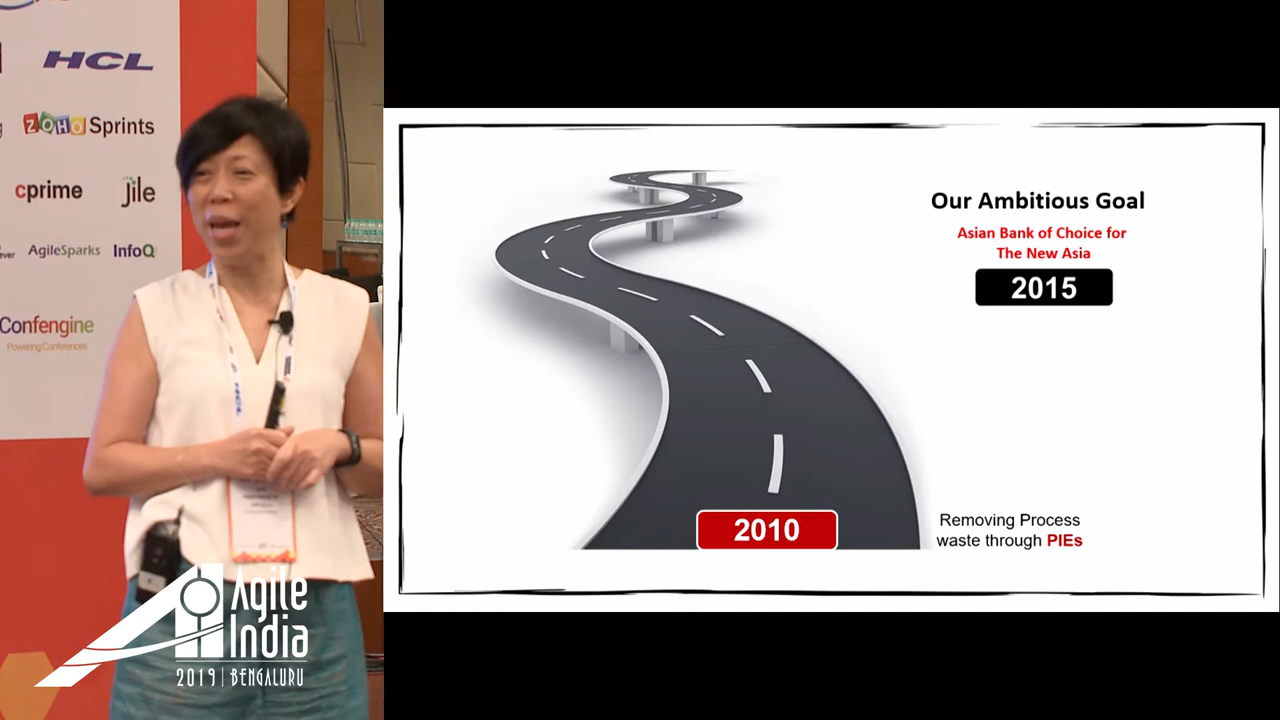 HCL
ZOHO Sprints
cprime
jile
AgileSparks
InfoQ
Confengine
Powering Conferences
HCL
Agile
India
2019 | BENGALURU
Our Ambitious Goal
Asian Bank of Choice for
The New Asia
2015
2010
Removing Process
waste through PIEs